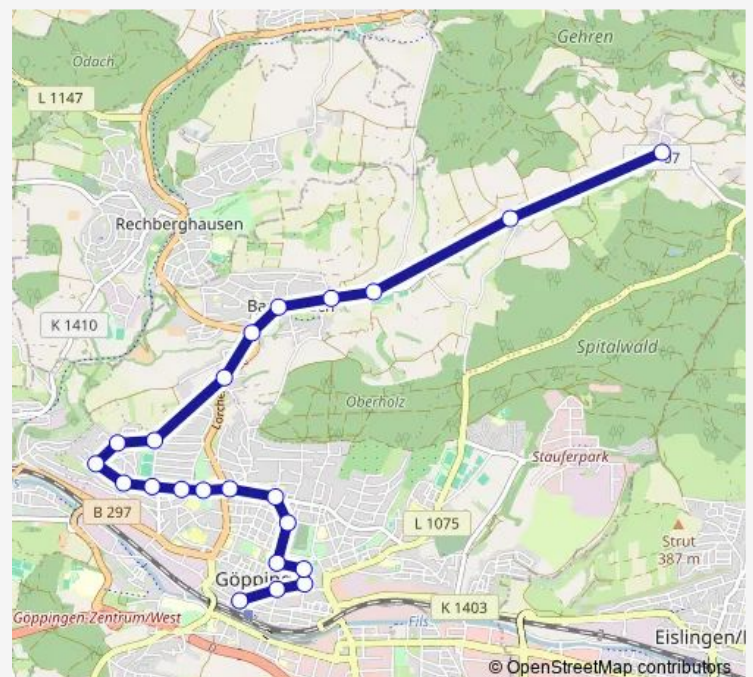 Gehren
Odach
L 1147
Rechberghausen
K 1410
Spitalwald
Oberholz
Stauferpark
B 297
L 1075
Strut
387 m
K 1403
Göppingen-Zentrum/West
Fils
Eislingen/
© OpenStreetMap contributors